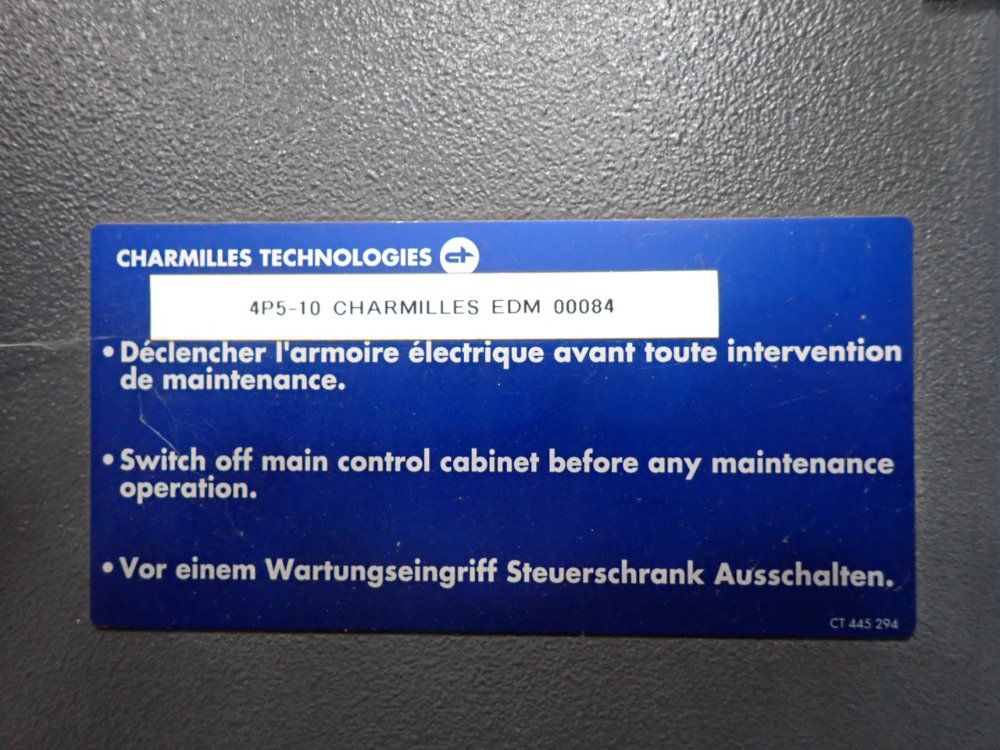 CHARMILLES TECHNOLOGIES ct
4P5-10 CHARMILLES EDM 00084
• Déclencher l'armoire électrique avant toute intervention
de maintenance.
• Switch off main control cabinet before any maintenance
operation.
• Vor einem Wartungseingriff Steuerschrank Ausschalten.
CT 445 294